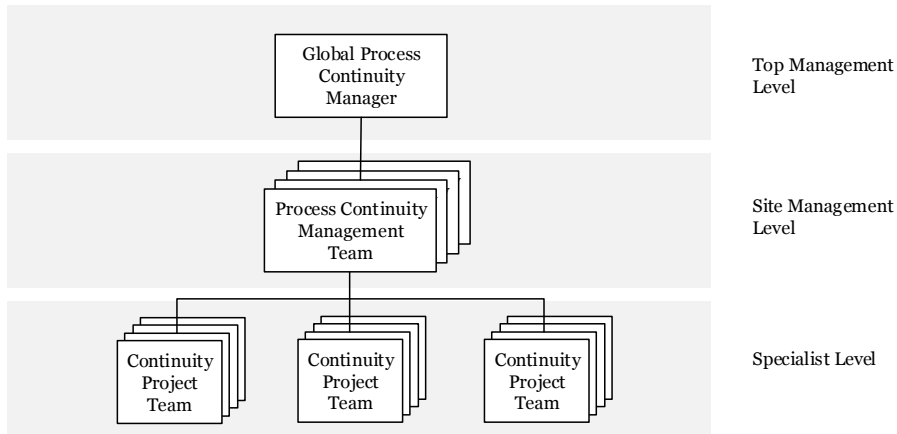 Global Process
Continuity
Manager
Top Management
Level
Process Continuity
Management
Team
Site Management
Level
Continuity
Project
Team
Continuity
Project
Team
Continuity
Project
Team
Specialist Level